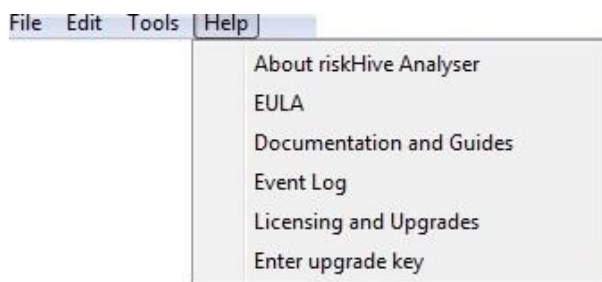 File Edit Tools Help
About riskHive Analyser
EULA
Documentation and Guides
Event Log
Licensing and Upgrades
Enter upgrade key